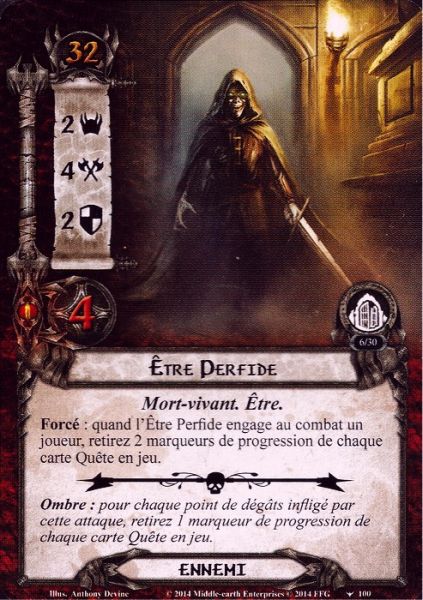 32
2
4
2
4
6/30
Être Perfide
Mort-vivant. Être.
Forcé : quand l'Être Perfide engage au combat un
joueur, retirez 2 marqueurs de progression de chaque
carte Quête en jeu.
Ombre : pour chaque point de dégâts infligé par
cette attaque, retirez 1 marqueur de progression de
chaque carte Quête en jeu.
ENNEMI
Illus. Anthony Devine © 2014 Middle-earth Enterprises © 2014 FFG 100